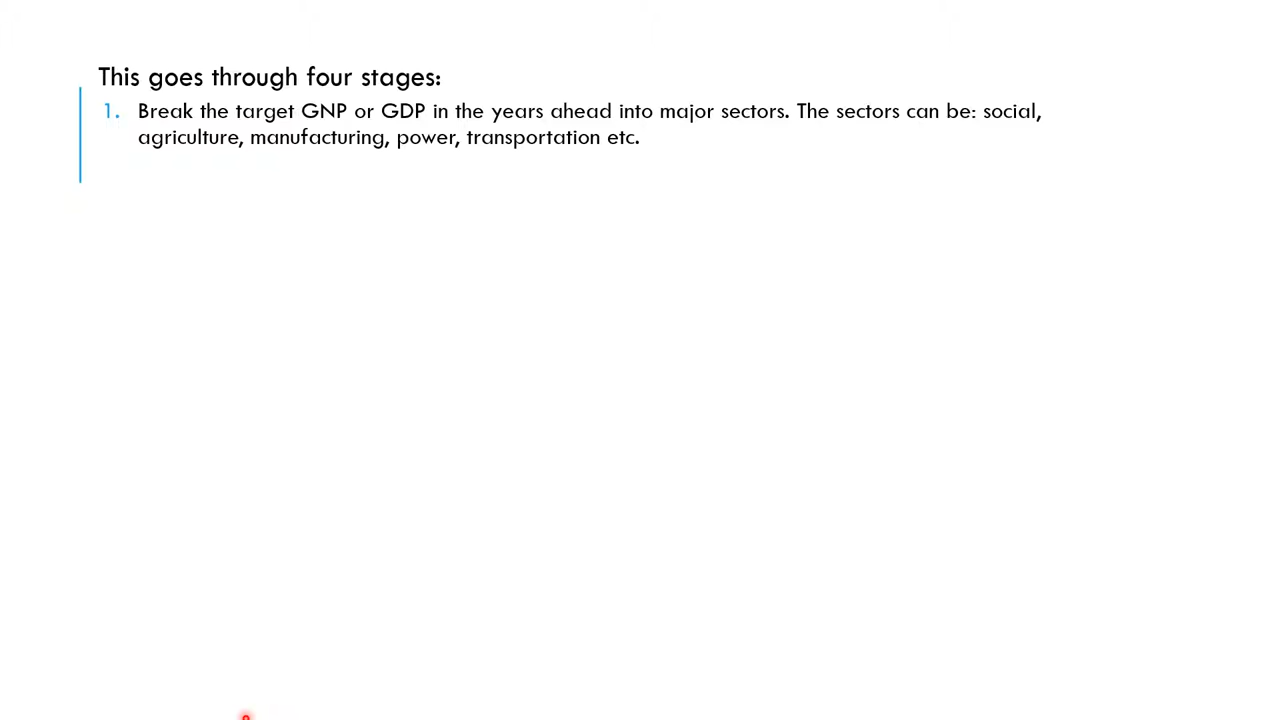 This goes through four stages:
1. Break the target GNP or GDP in the years ahead into major sectors. The sectors can be: social,
agriculture, manufacturing, power, transportation etc.